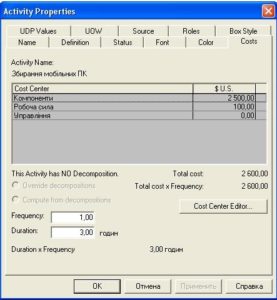 Activity Properties
UDP Values UOW Source Roles Box Style
Name Definition Status Font Color Costs
Activity Name:
Збирання мобільних ПК
Cost Center $ U.S.
Компоненти 2 500,00
Робоча сила 100,00
Управління 0,00
This Activity has NO Decomposition. Total cost: 2 600,00
Override decompositions Total cost x Frequency: 2 600,00
Compute from decompositions
Cost Center Editor...
Frequency: 1,00
Duration: 3,00 годин
Duration x Frequency 3,00 годин
OK Отмена Применить Справка